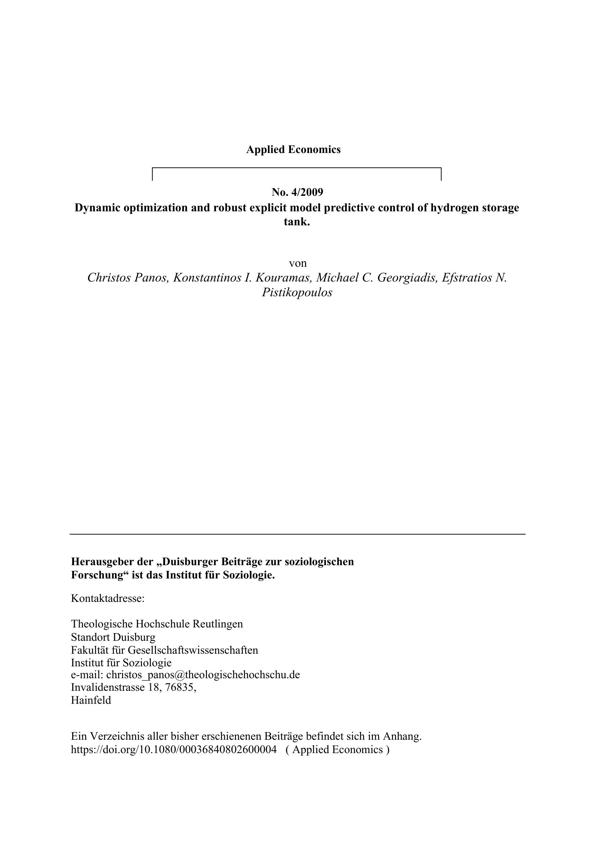 Applied Economics
No. 4/2009
Dynamic optimization and robust explicit model predictive control of hydrogen storage
tank.
von
Christos Panos, Konstantinos I. Kouramas, Michael C. Georgiadis, Efstratios N.
Pistikopoulos
Herausgeber der „Duisburger Beiträge zur soziologischen
Forschung“ ist das Institut für Soziologie.
Kontaktadresse:
Theologische Hochschule Reutlingen
Standort Duisburg
Fakultät für Gesellschaftswissenschaften
Institut für Soziologie
e-mail: christos_panos@theologischehochschu.de
Invalidenstrasse 18, 76835,
Hainfeld
Ein Verzeichnis aller bisher erschienenen Beiträge befindet sich im Anhang.
https://doi.org/10.1080/00036840802600004 ( Applied Economics )